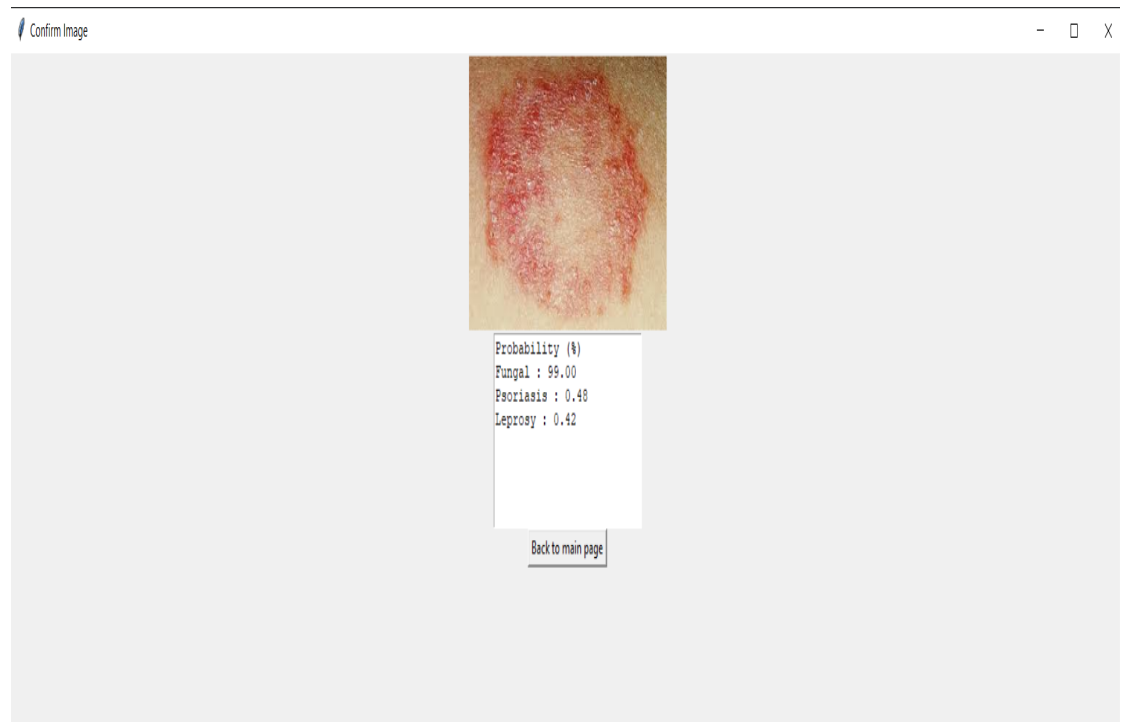 Confirm Image
Probability (%)
Fungal : 99.00
Psoriasis : 0.48
Leprosy : 0.42
Back to main page